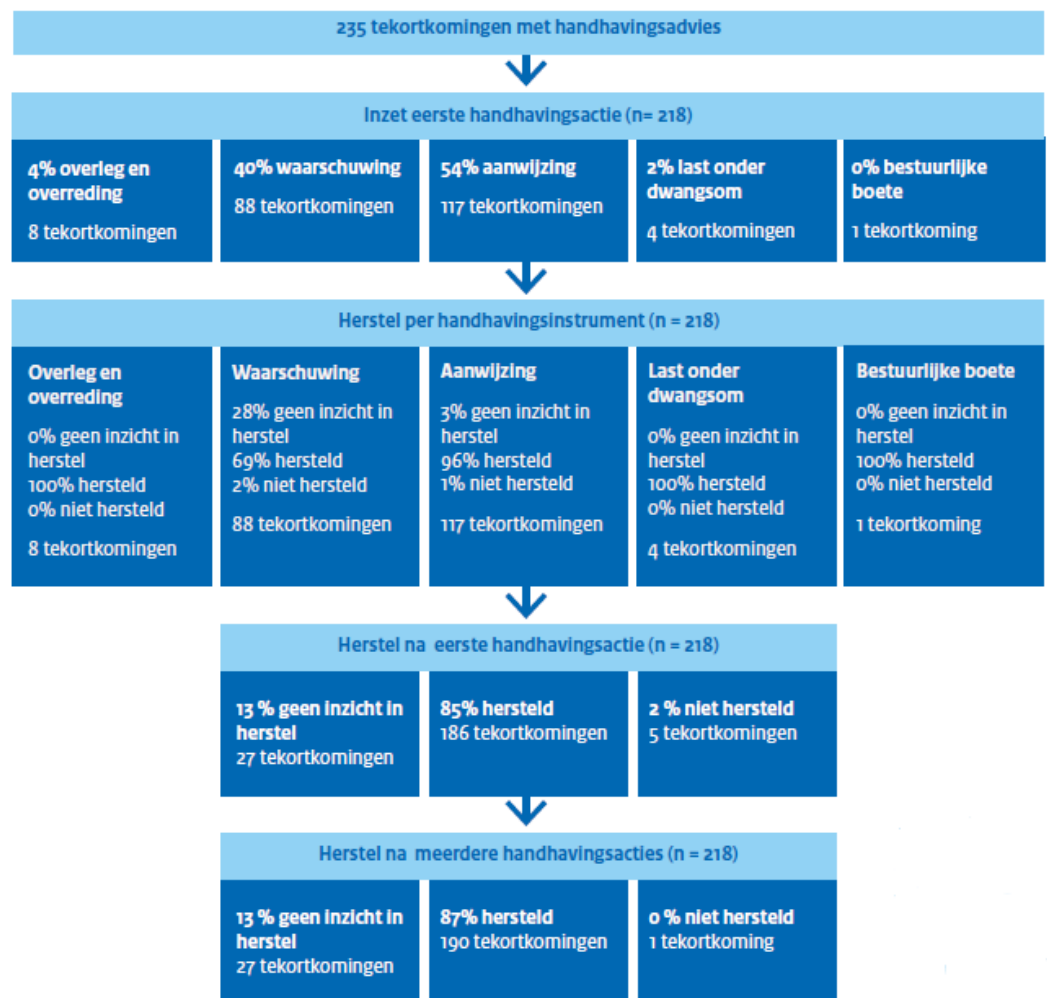 235 tekortkomingen met handhavingsadvies
Inzet eerste handhavingsactie (n= 218)
4% overleg en
overreding
8 tekortkomingen
40% waarschuwing
88 tekortkomingen
54% aanwijzing
117 tekortkomingen
2% last onder
dwangsom
4 tekortkomingen
0% bestuurlijke
boete
1 tekortkoming
Herstel per handhavingsinstrument (n = 218)
Overleg en
overreding
0% geen inzicht in
herstel
100% hersteld
0% niet hersteld
8 tekortkomingen
Waarschuwing
28% geen inzicht in
herstel
69% hersteld
2% niet hersteld
88 tekortkomingen
Aanwijzing
3% geen inzicht in
herstel
96% hersteld
1% niet hersteld
117 tekortkomingen
Last onder
dwangsom
0% geen inzicht in
herstel
100% hersteld
0% niet hersteld
4 tekortkomingen
Bestuurlijke boete
0% geen inzicht in
herstel
100% hersteld
0% niet hersteld
1 tekortkoming
Herstel na eerste handhavingsactie (n = 218)
13 % geen inzicht in
herstel
27 tekortkomingen
85% hersteld
186 tekortkomingen
2 % niet hersteld
5 tekortkomingen
Herstel na meerdere handhavingsacties (n = 218)
13 % geen inzicht in
herstel
27 tekortkomingen
87% hersteld
190 tekortkomingen
0 % niet hersteld
1 tekortkoming